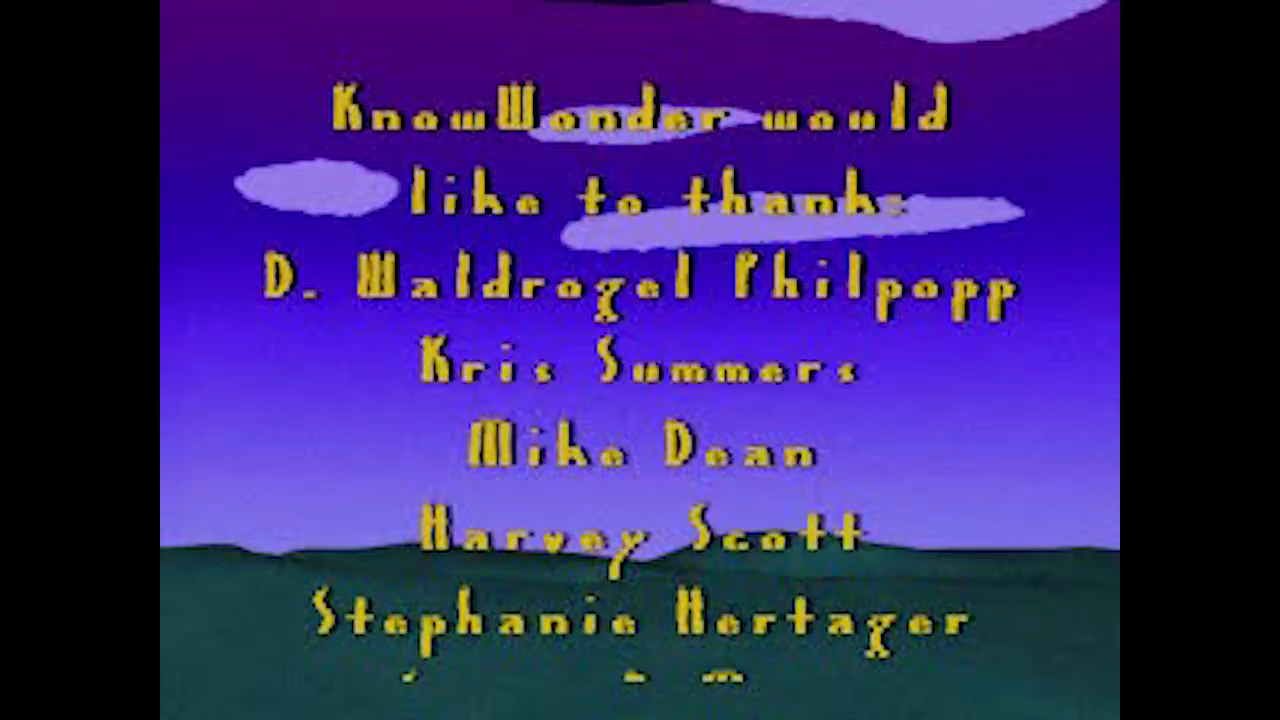 KnowWonder would
like to thank:
D. Waldrogel Philpopp
Kris Summers
Mike Dean
Harvey Scott
Stephanie Hertager